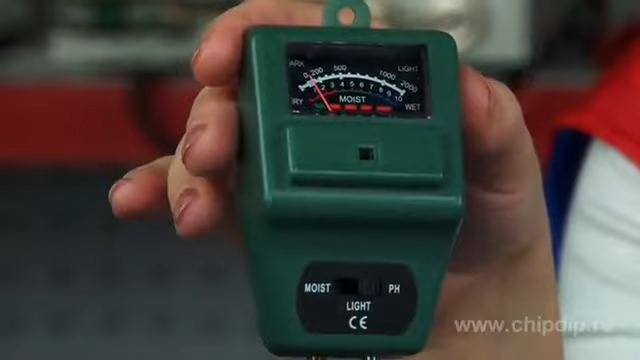 ARK LIGHT
0 200 500 1000 2000
1 2 3 4 5 6 7 8 9 10
RY MOIST WET
MOIST PH
LIGHT
CE
www.chipdip.ru